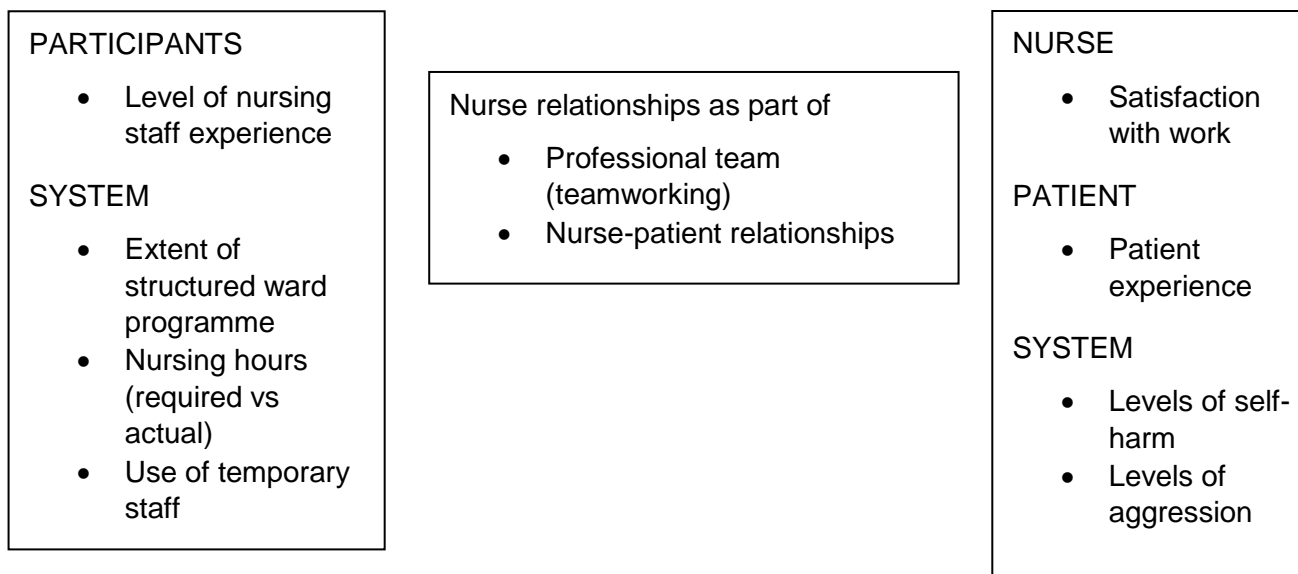 PARTICIPANTS
• Level of nursing
staff experience
SYSTEM
• Extent of
structured ward
programme
• Nursing hours
(required vs
actual)
• Use of temporary
staff
Nurse relationships as part of
• Professional team
(teamworking)
• Nurse-patient relationships
NURSE
• Satisfaction
with work
PATIENT
• Patient
experience
SYSTEM
• Levels of self-
harm
• Levels of
aggression